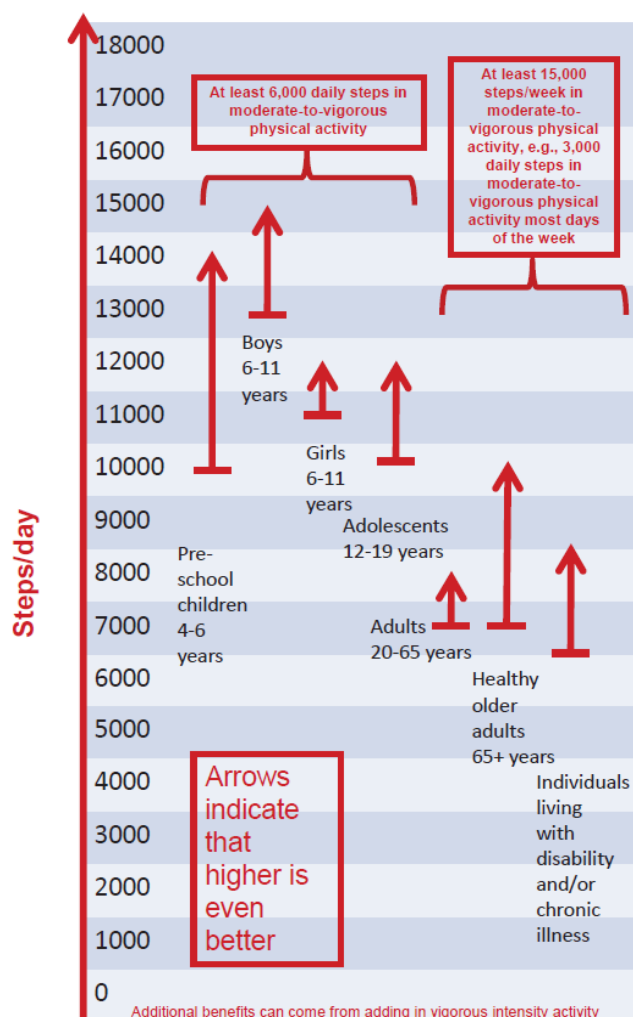 18000
17000
16000
15000
14000
13000
12000
11000
10000
9000
8000
7000
6000
5000
4000
3000
2000
1000
0
Steps/day
At least 6,000 daily steps in
moderate-to-vigorous
physical activity
At least 15,000
steps/week in
moderate-to-
vigorous physical
activity, e.g., 3,000
daily steps in
moderate-to-
vigorous physical
activity most days
of the week
Boys
6-11
years
Girls
6-11
years
Adolescents
12-19 years
Pre-
school
children
4-6
years
Adults
20-65 years
Healthy
older
adults
65+ years
Individuals
living
with
disability
and/or
chronic
illness
Arrows
indicate
that
higher is
even
better
Additional benefits can come from adding in vigorous intensity activity